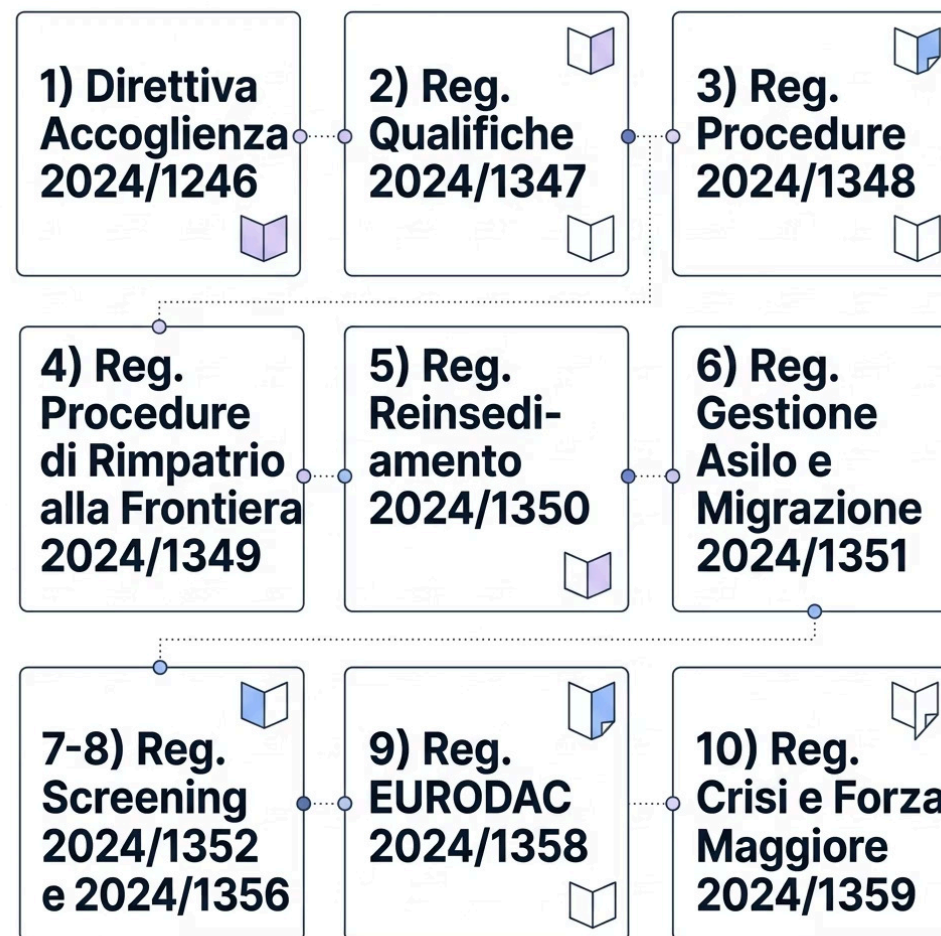 1) Direttiva
Accoglienza
2024/1246
2) Reg.
Qualifiche
2024/1347
3) Reg.
Procedure
2024/1348
4) Reg.
Procedure
di Rimpatrio
alla Frontiera
2024/1349
5) Reg.
Reinsedi-
amento
2024/1350
6) Reg.
Gestione
Asilo e
Migrazione
2024/1351
7-8) Reg.
Screening
2024/1352
e 2024/1356
9) Reg.
EURODAC
2024/1358
10) Reg.
Crisi e Forza
Maggiore
2024/1359